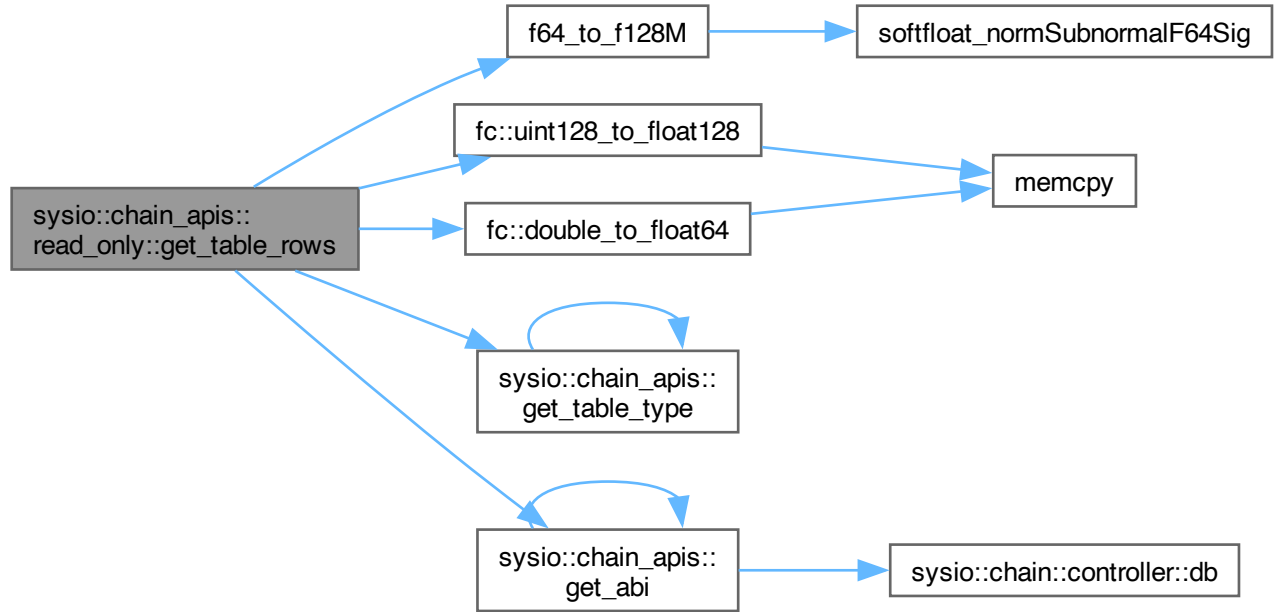 f64_to_f128M
softfloat_normSubnormalF64Sig
fc::uint128_to_float128
memcpy
sysio::chain_apis::
read_only::get_table_rows
fc::double_to_float64
sysio::chain_apis::
get_table_type
sysio::chain_apis::
get_abi
sysio::chain::controller::db